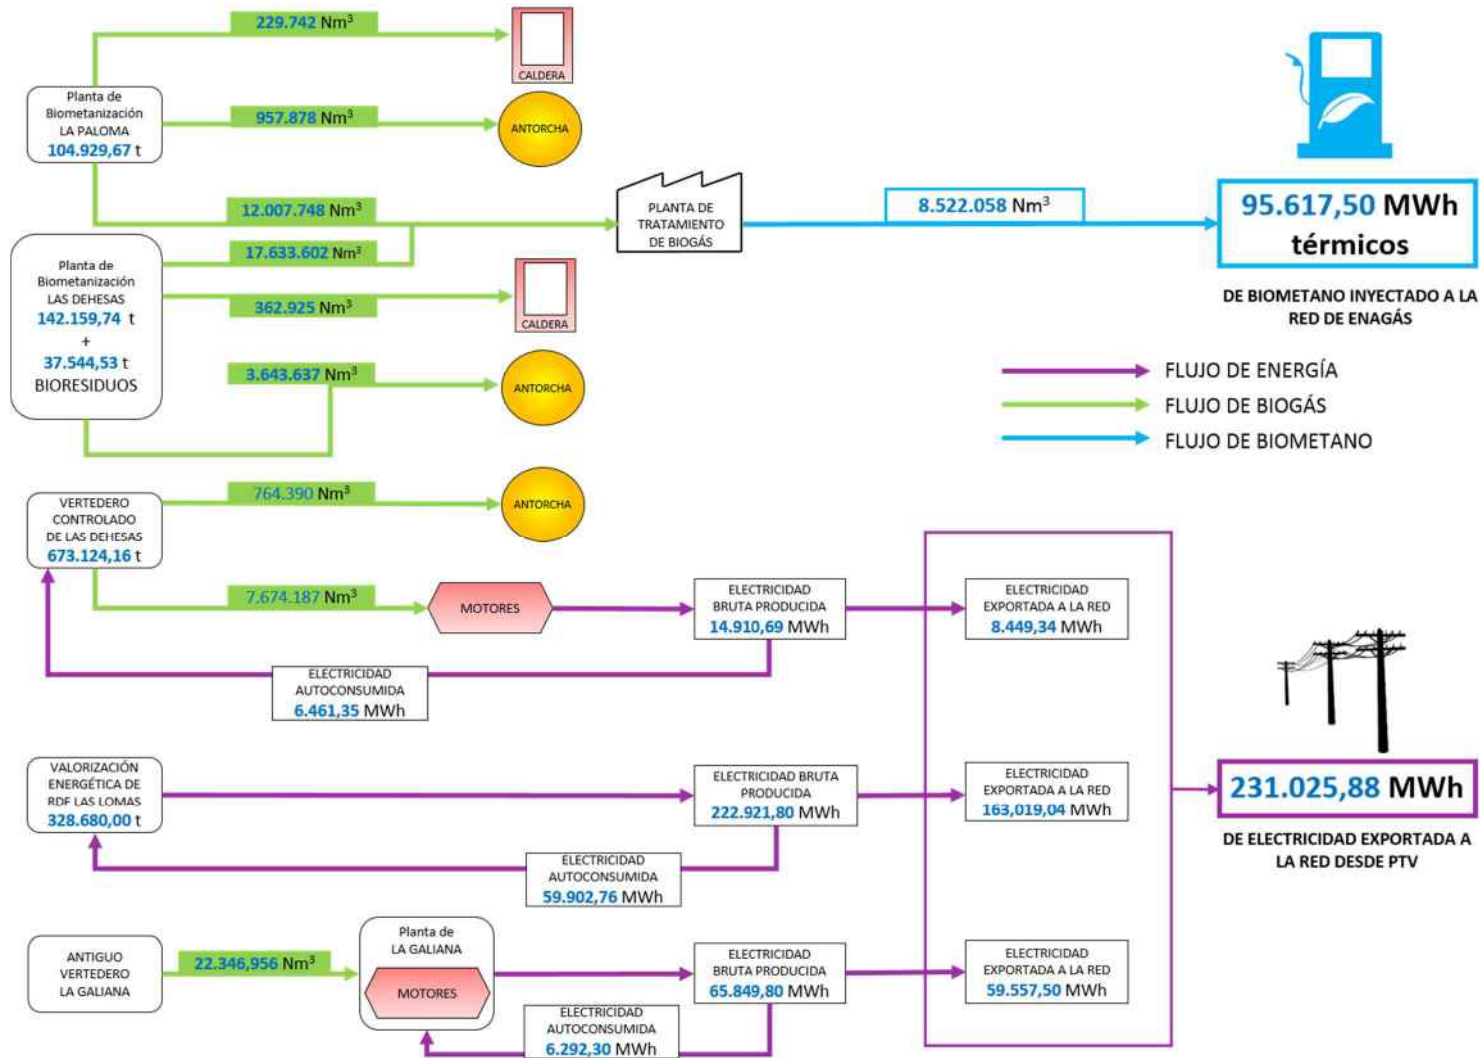 229.742 Nm³
CALDERA
Planta de
Biometanización
LA PALOMA
104.929,67 t
957.878 Nm³
ANTORCHA
12.007.748 Nm³
PLANTA DE
TRATAMIENTO
DE BIOGÁS
8.522.058 Nm³
95.617,50 MWh
térmicos
DE BIOMETANO INYECTADO A LA
RED DE ENAGÁS
17.633.602 Nm³
Planta de
Biometanización
LAS DEHESAS
142.159,74 t
+
37.544,53 t
BIORESIDUOS
362.925 Nm³
CALDERA
3.643.637 Nm³
ANTORCHA
FLUJO DE ENERGÍA
FLUJO DE BIOGÁS
FLUJO DE BIOMETANO
764.390 Nm³
ANTORCHA
VERTEDERO
CONTROLADO
DE LAS DEHESAS
673.124,16 t
7.674.187 Nm³
MOTORES
ELECTRICIDAD
BRUTA PRODUCIDA
14.910,69 MWh
ELECTRICIDAD
EXPORTADA A LA RED
8.449,34 MWh
ELECTRICIDAD
AUTOCONSUMIDA
6.461,35 MWh
VALORIZACIÓN
ENERGÉTICA DE
RDF LAS LOMAS
328.680,00 t
ELECTRICIDAD BRUTA
PRODUCIDA
222.921,80 MWh
ELECTRICIDAD
EXPORTADA A LA RED
163,019,04 MWh
231.025,88 MWh
DE ELECTRICIDAD EXPORTADA A
LA RED DESDE PTV
ELECTRICIDAD
AUTOCONSUMIDA
59.902,76 MWh
ANTIGUO
VERTEDERO
LA GALIANA
22.346,956 Nm³
Planta de
LA GALIANA
MOTORES
ELECTRICIDAD
BRUTA PRODUCIDA
65.849,80 MWh
ELECTRICIDAD
EXPORTADA A LA RED
59.557,50 MWh
ELECTRICIDAD
AUTOCONSUMIDA
6.292,30 MWh